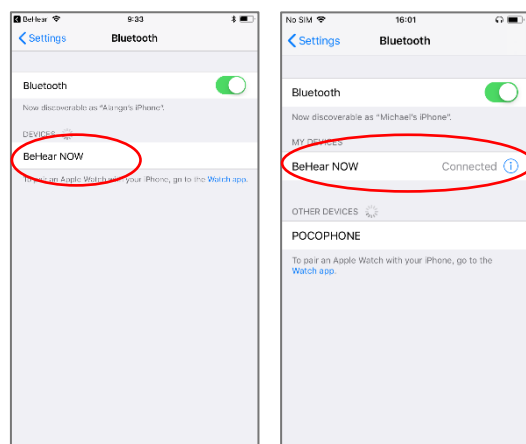 BeHear
9:33
Settings
Bluetooth
Bluetooth
Now discoverable as "Alango's iPhone".
DEVICES
BeHear NOW
To pair an Apple Watch with your iPhone, go to the Watch app.
No SIM
16:01
Settings
Bluetooth
Bluetooth
Now discoverable as "Michael's iPhone".
MY DEVICES
BeHear NOW Connected
OTHER DEVICES
POCOPHONE
To pair an Apple Watch with your iPhone, go to the
Watch app.